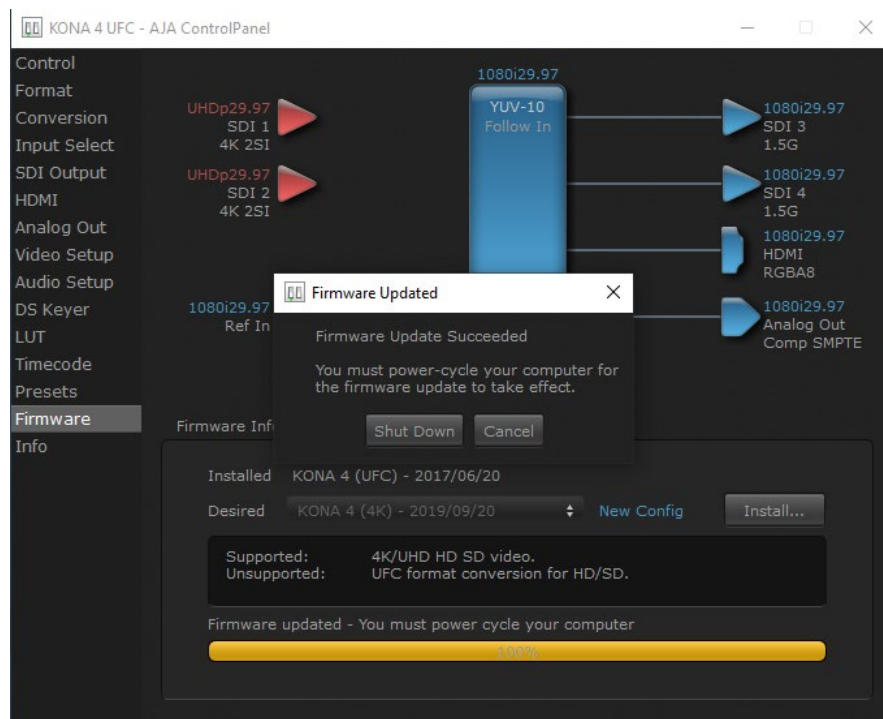 KONA 4 UFC - AJA ControlPanel
Control
Format
Conversion
Input Select
SDI Output
HDMI
Analog Out
Video Setup
Audio Setup
DS Keyer
LUT
Timecode
Presets
Firmware
Info
1080i29.97
YUV-10
Follow In
UHDp29.97
SDI 1
4K 2SI
UHDp29.97
SDI 2
4K 2SI
1080i29.97
Ref In
1080i29.97
SDI 3
1.5G
1080i29.97
SDI 4
1.5G
1080i29.97
HDMI
RGBA8
1080i29.97
Analog Out
Comp SMPTE
Firmware Updated
Firmware Update Succeeded
You must power-cycle your computer for
the firmware update to take effect.
Shut Down Cancel
Firmware Inf
Installed KONA 4 (UFC) - 2017/06/20
Desired KONA 4 (4K) - 2019/09/20 New Config Install...
Supported: 4K/UHD HD SD video.
Unsupported: UFC format conversion for HD/SD.
Firmware updated - You must power cycle your computer
100%